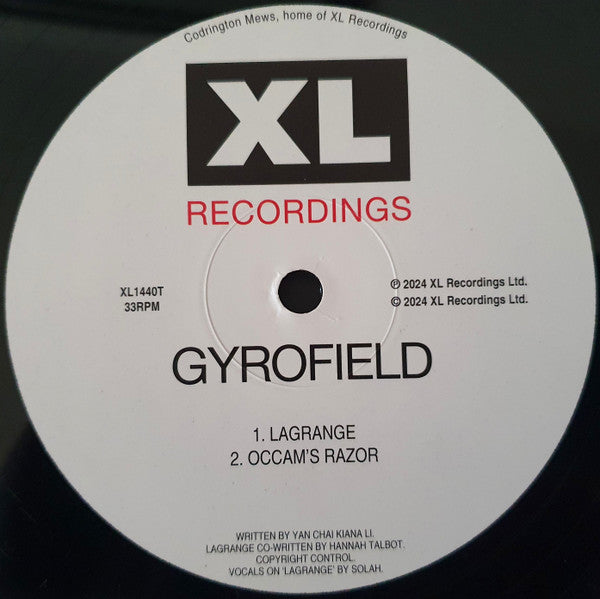 Codrington Mews, home of XL Recordings
XL
RECORDINGS
XL1440T
33RPM
℗ 2024 XL Recordings Ltd.
© 2024 XL Recordings Ltd.
GYROFIELD
1. LAGRANGE
2. OCCAM'S RAZOR
WRITTEN BY YAN CHAI KIANA LI.
LAGRANGE CO-WRITTEN BY HANNAH TALBOT.
COPYRIGHT CONTROL.
VOCALS ON 'LAGRANGE' BY SOLAH.